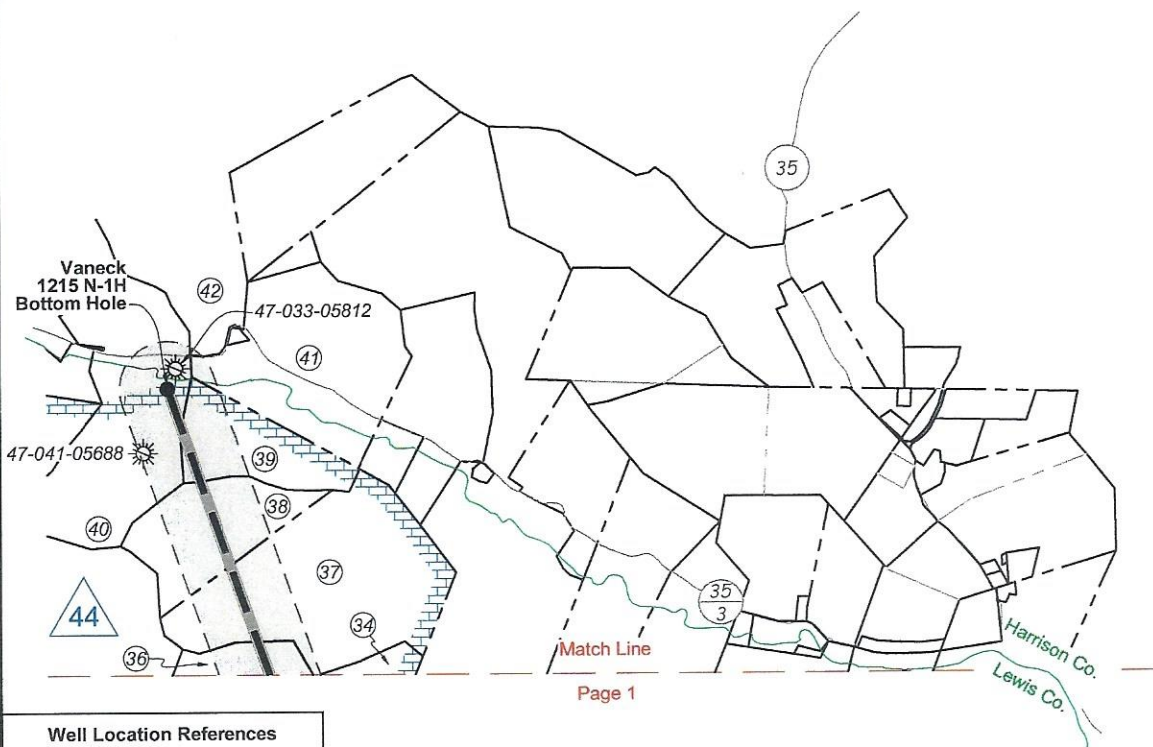 35
Vaneck
1215 N-1H
Bottom Hole
42
47-033-05812
41
47-041-05688
39
38
40
37
44
35
3
34
36
Match Line
Page 1
Harrison Co.
Lewis Co.
Well Location References